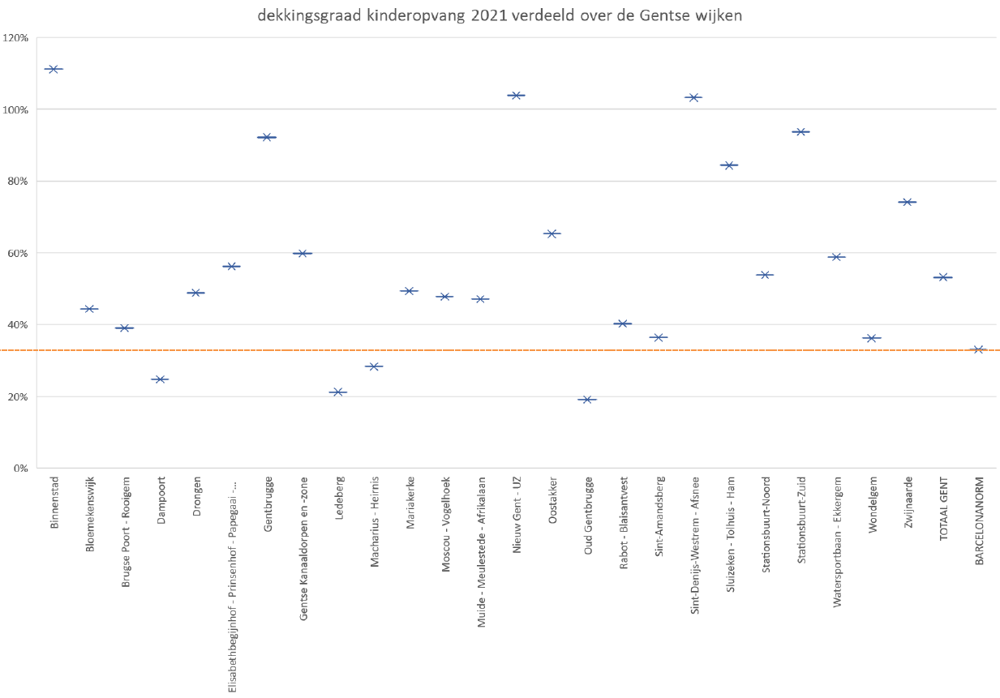 dekkingsgraad kinderopvang 2021 verdeeld over de Gentse wijken
120%
100%
80%
60%
40%
20%
0%
Binnenstad
Bloemekenswijk
Brugse Poort - Rooigem
Dampoort
Drongen
Elisabethbegijnhof - Prinsenhof - Papegaai -...
Gentbrugge
Gentse Kanaaldorpen en -zone
Ledeberg
Macharius - Heirnis
Mariakerke
Moscou - Vogelhoek
Muide - Meulestede - Afrikalaan
Nieuw Gent - UZ
Oostakker
Oud Gentbrugge
Rabot - Blaisantvest
Sint-Amandsberg
Sint-Denijs-Westrem - Afsnee
Sluizeken - Tolhuis - Ham
Stationsbuurt-Noord
Stationsbuurt-Zuid
Watersportbaan - Ekkergem
Wondelgem
Zwijnaarde
TOTAAL GENT
BARCELONANORM